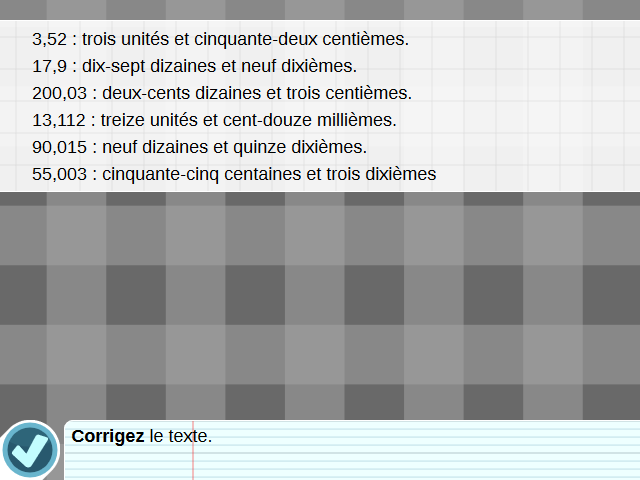 3,52 : trois unités et cinquante-deux centièmes.
17,9 : dix-sept dizaines et neuf dixièmes.
200,03 : deux-cents dizaines et trois centièmes.
13,112 : treize unités et cent-douze millièmes.
90,015 : neuf dizaines et quinze dixièmes.
55,003 : cinquante-cinq centaines et trois dixièmes
Corrigez le texte.